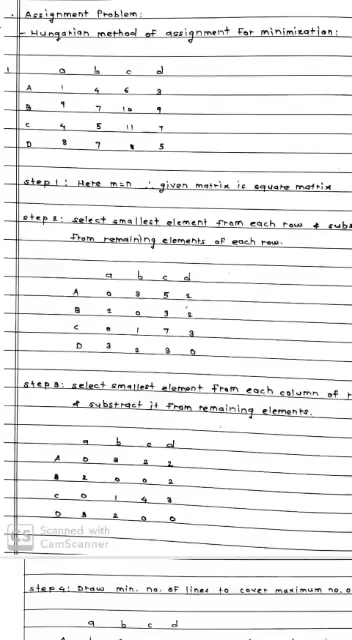 . Assignment Problem:
- Hungarian method of assignment for minimization:
1 a b c d
A 1 4 6 3
B 9 7 10 9
C 4 5 11 7
D 8 7 8 5
step 1: Here m=n ∴ given matrix is square matrix
step 2: select smallest element from each row & subs
from remaining elements of each row.
a b c d
A 0 3 5 2
B 2 0 3 2
C 0 1 7 3
D 3 2 3 0
step 3: select smallest element from each column of r
& substract it from remaining elements.
a b c d
A 0 3 2 2
B 2 0 0 2
C 0 1 4 3
D 3 2 0 0
CS Scanned with
CamScanner
step 4: Draw min. no. of lines to cover maximum no. o
a b c d